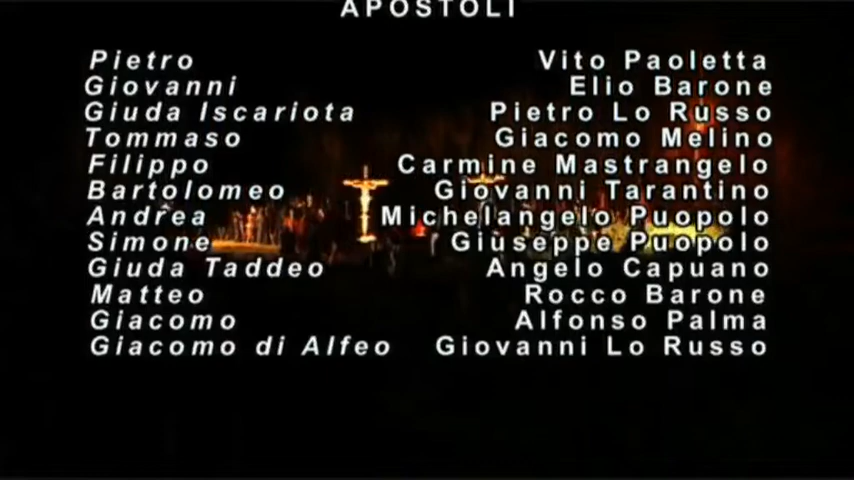 APOSTOLI
Pietro Vito Paoletta
Giovanni Elio Barone
Giuda Iscariota Pietro Lo Russo
Tommaso Giacomo Melino
Filippo Carmine Mastrangelo
Bartolomeo Giovanni Tarantino
Andrea Michelangelo Puopolo
Simone Giuseppe Puopolo
Giuda Taddeo Angelo Capuano
Matteo Rocco Barone
Giacomo Alfonso Palma
Giacomo di Alfeo Giovanni Lo Russo